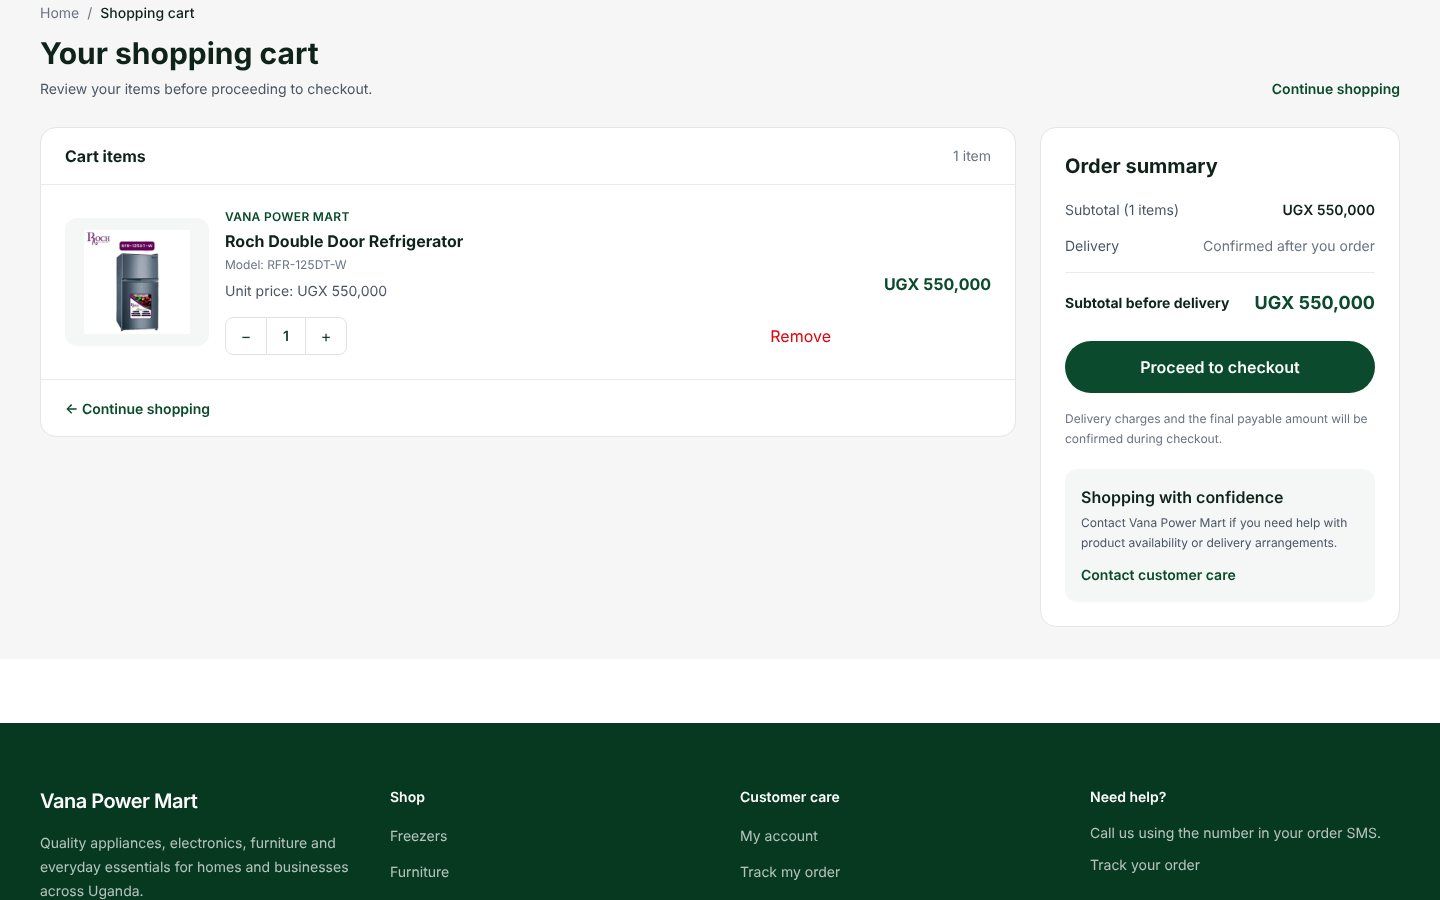 Home / Shopping cart
Your shopping cart
Review your items before proceeding to checkout.
Continue shopping
Cart items
1 item
Roch
RFR-125DT-W
VANA POWER MART
Roch Double Door Refrigerator
Model: RFR-125DT-W
Unit price: UGX 550,000
− 1 +
Remove
UGX 550,000
← Continue shopping
Order summary
Subtotal (1 items) UGX 550,000
Delivery Confirmed after you order
Subtotal before delivery UGX 550,000
Proceed to checkout
Delivery charges and the final payable amount will be
confirmed during checkout.
Shopping with confidence
Contact Vana Power Mart if you need help with
product availability or delivery arrangements.
Contact customer care
Vana Power Mart
Quality appliances, electronics, furniture and
everyday essentials for homes and businesses
across Uganda.
Shop
Freezers
Furniture
Customer care
My account
Track my order
Need help?
Call us using the number in your order SMS.
Track your order